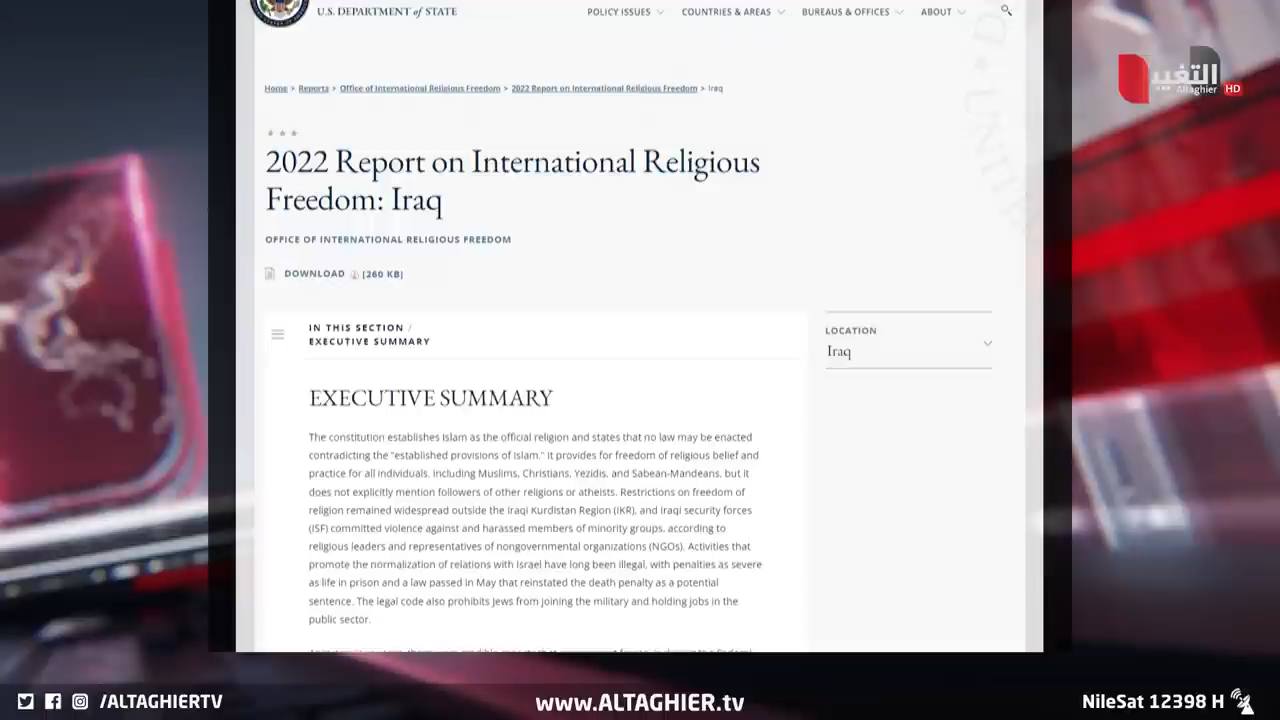 U.S. DEPARTMENT of STATE
POLICY ISSUES COUNTRIES & AREAS BUREAUS & OFFICES ABOUT
التغيير
Altaghier HD
Home > Reports > Office of International Religious Freedom > 2022 Report on International Religious Freedom > Iraq
2022 Report on International Religious
Freedom: Iraq
OFFICE OF INTERNATIONAL RELIGIOUS FREEDOM
DOWNLOAD [260 KB]
IN THIS SECTION /
EXECUTIVE SUMMARY
LOCATION
Iraq
EXECUTIVE SUMMARY
The constitution establishes Islam as the official religion and states that no law may be enacted
contradicting the “established provisions of Islam.” It provides for freedom of religious belief and
practice for all individuals, including Muslims, Christians, Yezidis, and Sabean-Mandeans, but it
does not explicitly mention followers of other religions or atheists. Restrictions on freedom of
religion remained widespread outside the Iraqi Kurdistan Region (IKR), and Iraqi security forces
(ISF) committed violence against and harassed members of minority groups, according to
religious leaders and representatives of nongovernmental organizations (NGOs). Activities that
promote the normalization of relations with Israel have long been illegal, with penalties as severe
as life in prison and a law passed in May that reinstated the death penalty as a potential
sentence. The legal code also prohibits Jews from joining the military and holding jobs in the
public sector.
/ALTAGHIERTV
www.ALTAGHIER.tv
NileSat 12398 H